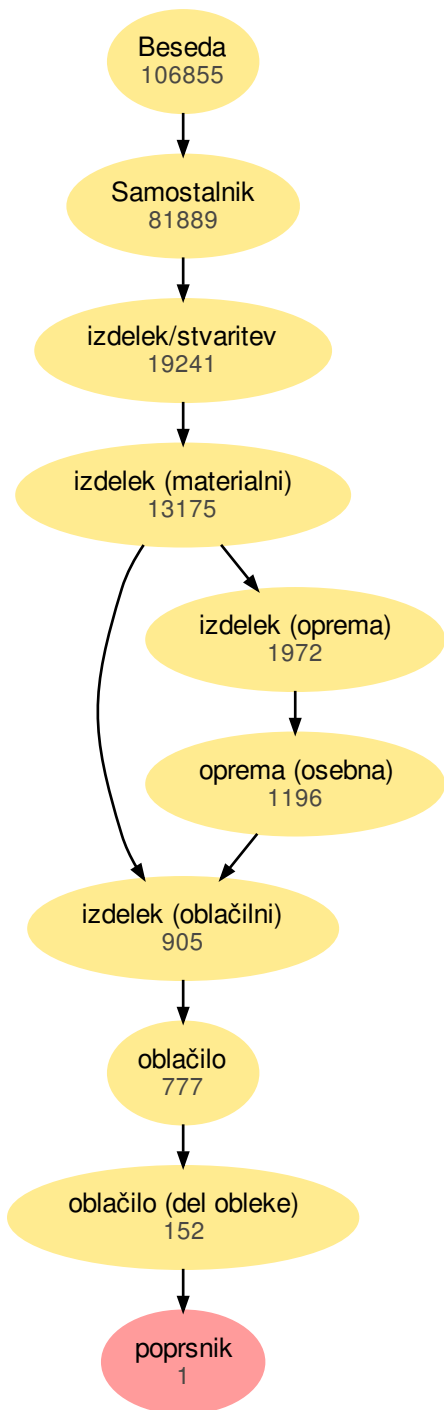 Beseda
106855
Samostalnik
81889
izdelek/stvaritev
19241
izdelek (materialni)
13175
izdelek (oprema)
1972
oprema (osebna)
1196
izdelek (oblačilni)
905
oblačilo
777
oblačilo (del obleke)
152
poprsnik
1